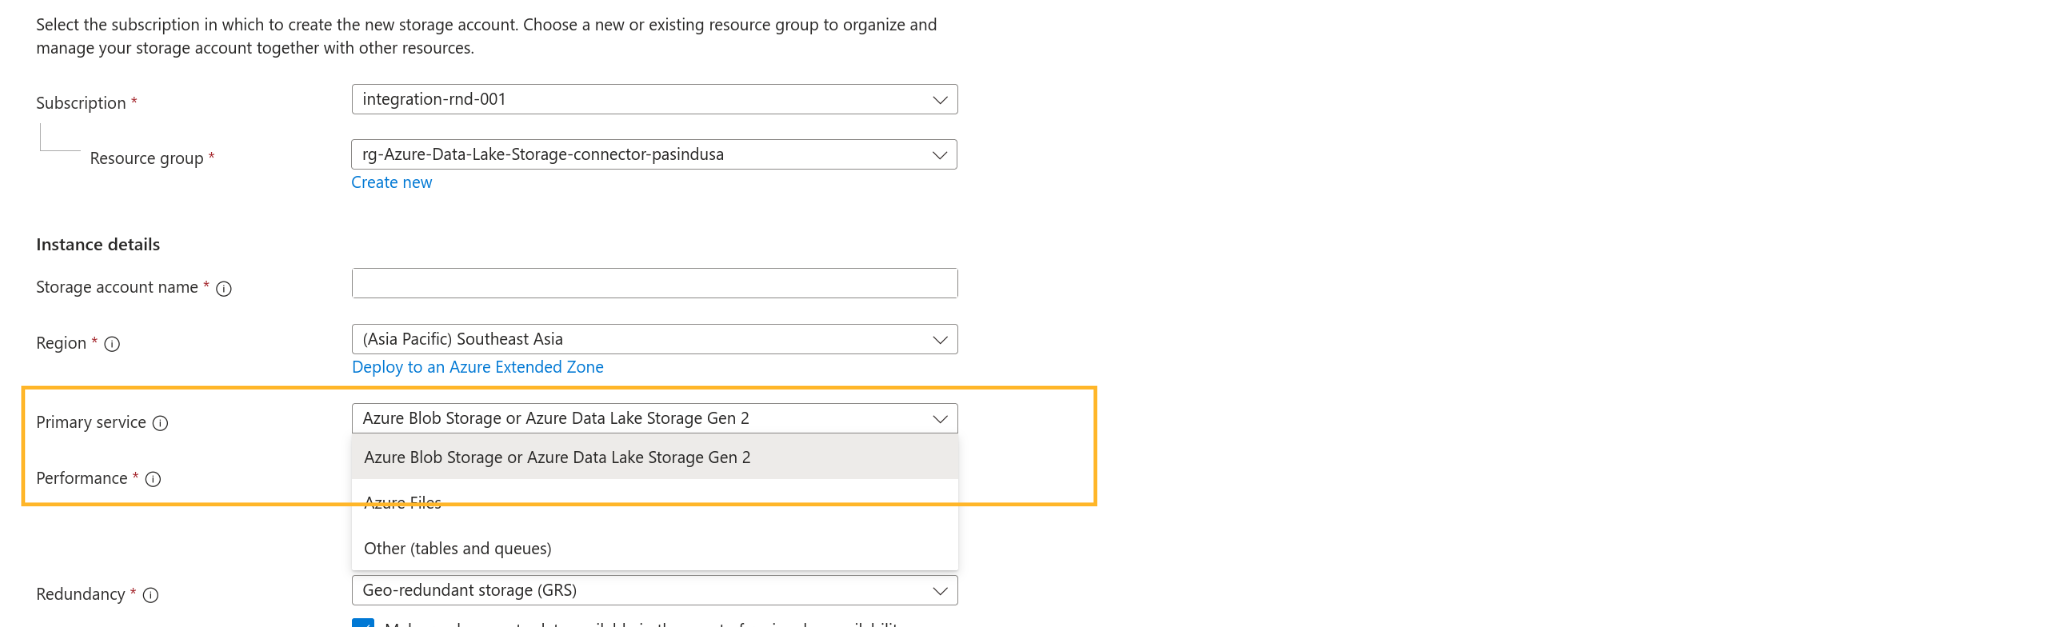 Select the subscription in which to create the new storage account. Choose a new or existing resource group to organize and
manage your storage account together with other resources.
Subscription *
integration-rnd-001
Resource group *
rg-Azure-Data-Lake-Storage-connector-pasindusa
Create new
Instance details
Storage account name *
Region *
(Asia Pacific) Southeast Asia
Deploy to an Azure Extended Zone
Primary service
Azure Blob Storage or Azure Data Lake Storage Gen 2
Azure Blob Storage or Azure Data Lake Storage Gen 2
Performance *
Azure Files
Other (tables and queues)
Redundancy *
Geo-redundant storage (GRS)